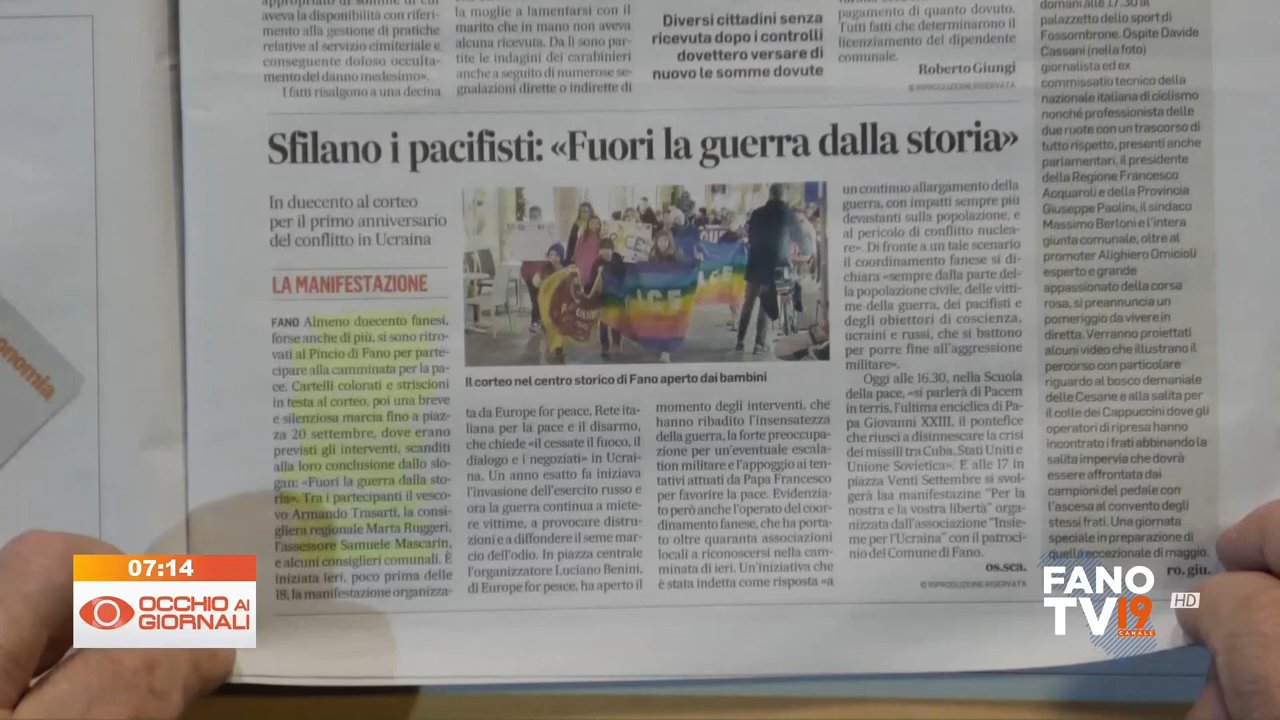 appropriato di somme di cui
aveva la disponibilità con riferi-
mento alla gestione di pratiche
relative al servizio cimiteriale e
conseguente doloso occulta-
mento del danno medesimo».
I fatti risalgono a una decina
la moglie a lamentarsi con il
marito che in mano non aveva
alcuna ricevuta. Da lì sono par-
tite le indagini dei carabinieri
anche a seguito di numerose se-
gnalazioni dirette o indirette di
Diversi cittadini senza
ricevuta dopo i controlli
dovettero versare di
nuovo le somme dovute
pagamento di quanto dovuto.
Tutti fatti che determinarono il
licenziamento del dipendente
comunale.
Roberto Giungi
© RIPRODUZIONE RISERVATA
Sfilano i pacifisti: «Fuori la guerra dalla storia»
In duecento al corteo
per il primo anniversario
del conflitto in Ucraina
LA MANIFESTAZIONE
FANO Almeno duecento fanesi,
forse anche di più, si sono ritro-
vati al Pincio di Fano per parte-
cipare alla camminata per la pa-
ce. Cartelli colorati e striscioni
in testa al corteo, poi una breve
e silenziosa marcia fino a piaz-
za 20 settembre, dove erano
previsti gli interventi, scanditi
alla loro conclusione dallo slo-
gan: «Fuori la guerra dalla sto-
ria». Tra i partecipanti il vesco-
vo Armando Trasarti, la consi-
gliera regionale Marta Ruggeri,
l'assessore Samuele Mascarin,
e alcuni consiglieri comunali. È
iniziata ieri, poco prima delle
18, la manifestazione organizza-
PACE
Il corteo nel centro storico di Fano aperto dai bambini
ta da Europe for peace, Rete ita-
liana per la pace e il disarmo,
che chiede «il cessate il fuoco, il
dialogo e i negoziati» in Ucrai-
na. Un anno esatto fa iniziava
l'invasione dell'esercito russo e
ora la guerra continua a miete-
re vittime, a provocare distru-
zioni e a diffondere il seme mar-
cio dell'odio. In piazza centrale
l'organizzatore Luciano Benini,
di Europe for peace, ha aperto il
momento degli interventi, che
hanno ribadito l'insensatezza
della guerra, la forte preoccupa-
zione per un'eventuale escala-
tion militare e l'appoggio ai ten-
tativi attuati da Papa Francesco
per favorire la pace. Evidenzia-
to però anche l'operato del coor-
dinamento fanese, che ha porta-
to oltre quaranta associazioni
locali a riconoscersi nella cam-
minata di ieri. Un'iniziativa che
è stata indetta come risposta «a
un continuo allargamento della
guerra, con impatti sempre più
devastanti sulla popolazione, e
al pericolo di conflitto nuclea-
re». Di fronte a un tale scenario
il coordinamento fanese si di-
chiara «sempre dalla parte del-
la popolazione civile, delle vitti-
me della guerra, dei pacifisti e
degli obiettori di coscienza,
ucraini e russi, che si battono
per porre fine all'aggressione
militare».
Oggi alle 16.30, nella Scuola
della pace, «si parlerà di Pacem
in terris, l'ultima enciclica di Pa-
pa Giovanni XXIII, il pontefice
che riuscì a disinnescare la crisi
dei missili tra Cuba, Stati Uniti e
Unione Sovietica». E alle 17 in
piazza Venti Settembre si svol-
gerà laa manifestazine "Per la
nostra e la vostra libertà" orga-
nizzata dall'associazione "Insie-
me per l'Ucraina" con il patroci-
nio del Comune di Fano.
os.sca.
© RIPRODUZIONE RISERVATA
domani alle 17.30 al
palazzetto dello sport di
Fossombrone. Ospite Davide
Cassani (nella foto)
giornalista ed ex
commissatio tecnico della
nazionale italiana di ciclismo
nonché professionista delle
due ruote con un trascorso di
tutto rispetto, presenti anche
parlamentari, il presidente
della Regione Francesco
Acquaroli e della Provincia
Giuseppe Paolini, il sindaco
Massimo Berloni e l'intera
giunta comunale, oltre al
promoter Alighiero Omicioli
esperto e grande
appassionato della corsa
rosa, si preannuncia un
pomeriggio da vivere in
diretta. Verranno proiettati
alcuni video che illustrano il
percorso con particolare
riguardo al bosco demaniale
delle Cesane e alla salita per
il colle dei Cappuccini dove gli
operatori di ripresa hanno
incontrato i frati abbinando la
salita impervia che dovrà
essere affrontata dai
campioni del pedale con
l'ascesa al convento degli
stessi frati. Una giornata
speciale in preparazione di
quella eccezionale di maggio.
ro. giu.
onomia
07:14
OCCHIO AI
GIORNALI
FANO
TV19
CANALE
HD